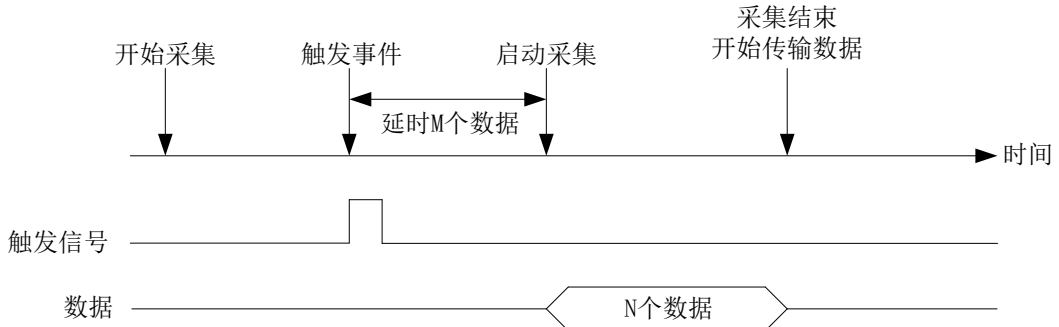 采集结束
开始采集 触发事件 启动采集 开始传输数据
延时M个数据
时间
触发信号
数据 N个数据